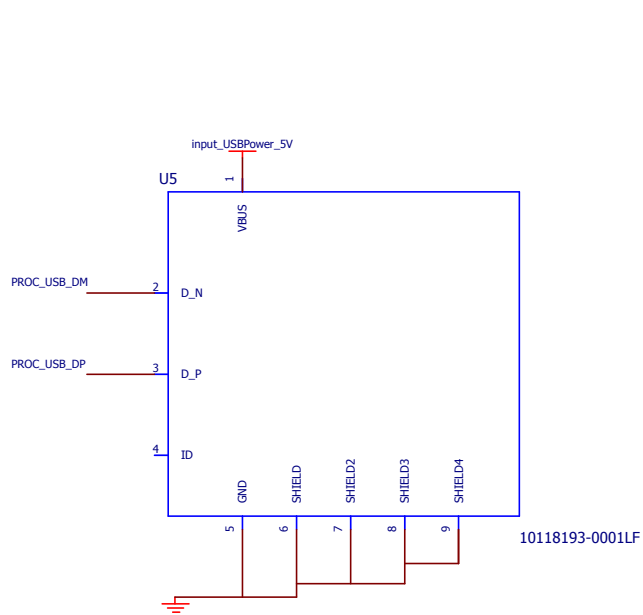 input_USBPower_5V
U5
1
VBUS
PROC_USB_DM
2
D_N
PROC_USB_DP
3
D_P
4
ID
GND
SHIELD
SHIELD2
SHIELD3
SHIELD4
5
6
7
8
9
10118193-0001LF